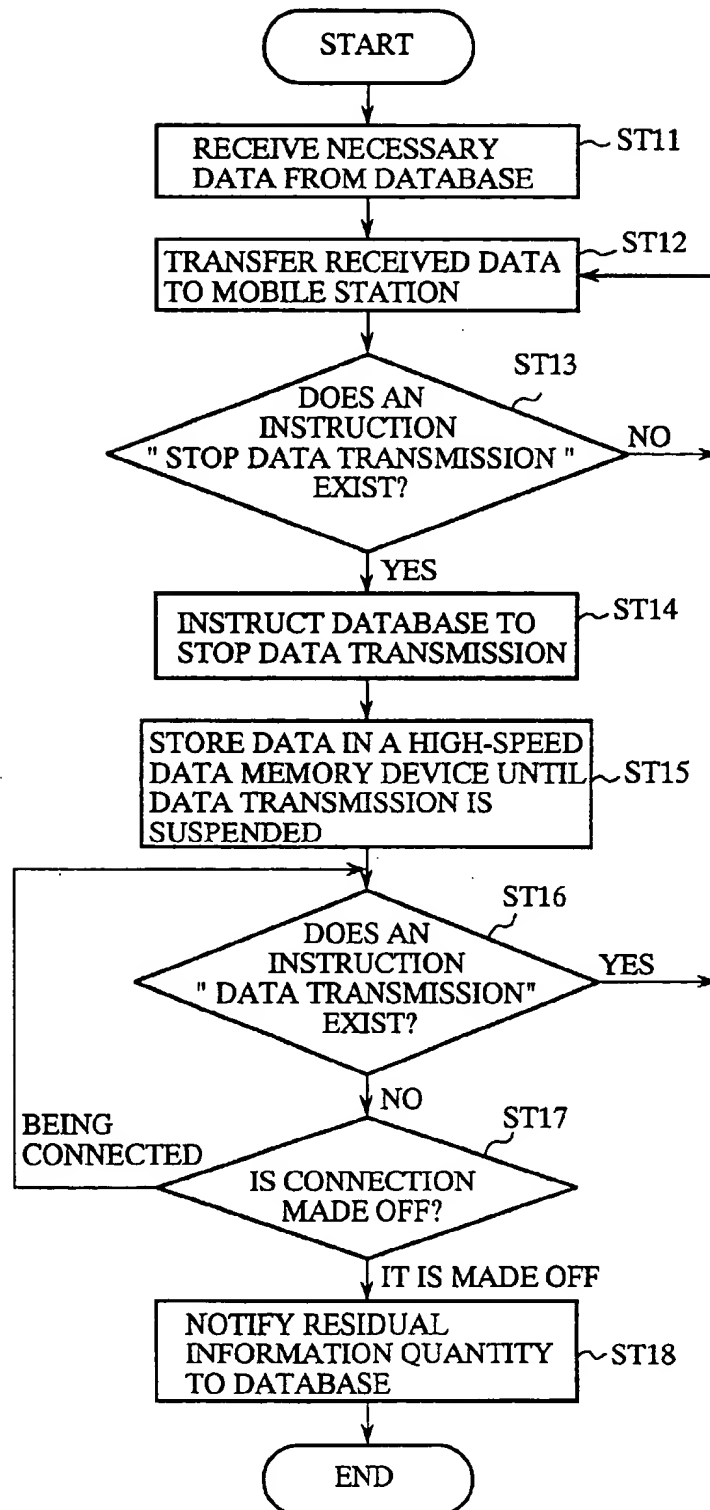 START
RECEIVE NECESSARY
DATA FROM DATABASE
ST11
TRANSFER RECEIVED DATA
TO MOBILE STATION
ST12
DOES AN
INSTRUCTION
" STOP DATA TRANSMISSION "
EXIST?
ST13
NO
YES
INSTRUCT DATABASE TO
STOP DATA TRANSMISSION
ST14
STORE DATA IN A HIGH-SPEED
DATA MEMORY DEVICE UNTIL
DATA TRANSMISSION IS
SUSPENDED
ST15
DOES AN
INSTRUCTION
" DATA TRANSMISSION"
EXIST?
ST16
YES
NO
BEING
CONNECTED
IS CONNECTION
MADE OFF?
ST17
IT IS MADE OFF
NOTIFY RESIDUAL
INFORMATION QUANTITY
TO DATABASE
ST18
END